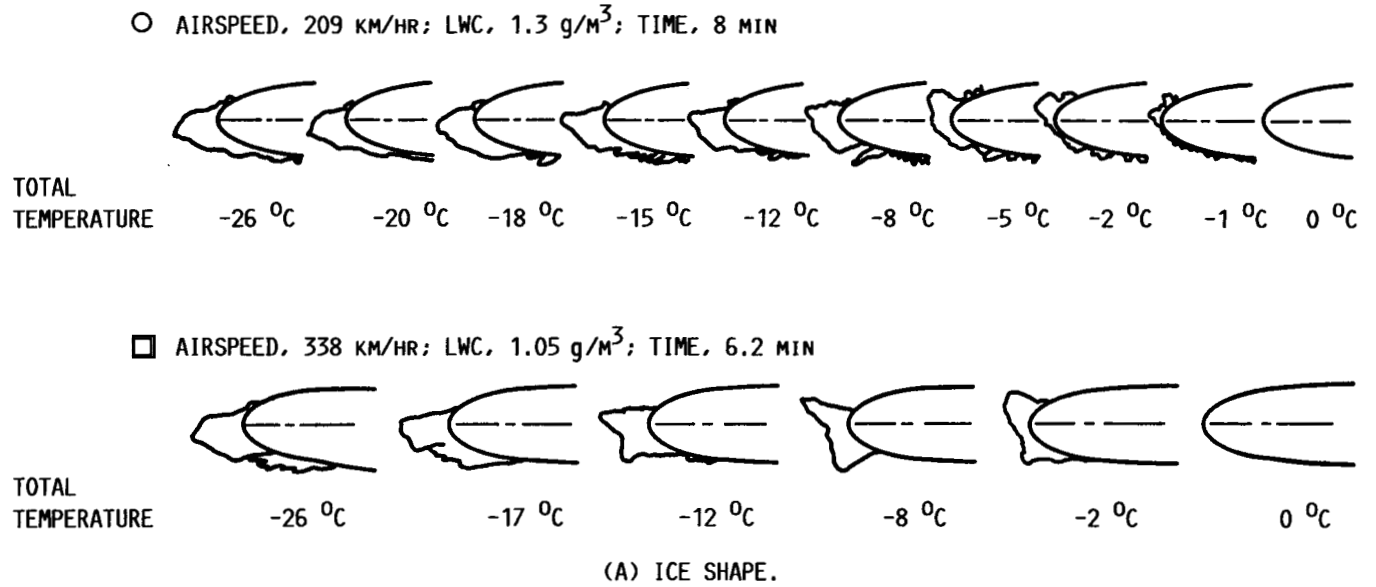 AIRSPEED, 209 KM/HR; LWC, 1.3 g/M³; TIME, 8 MIN
TOTAL
TEMPERATURE -26 °C -20 °C -18 °C -15 °C -12 °C -8 °C -5 °C -2 °C -1 °C 0 °C
AIRSPEED, 338 KM/HR; LWC, 1.05 g/M³; TIME, 6.2 MIN
TOTAL
TEMPERATURE -26 °C -17 °C -12 °C -8 °C -2 °C 0 °C
(A) ICE SHAPE.